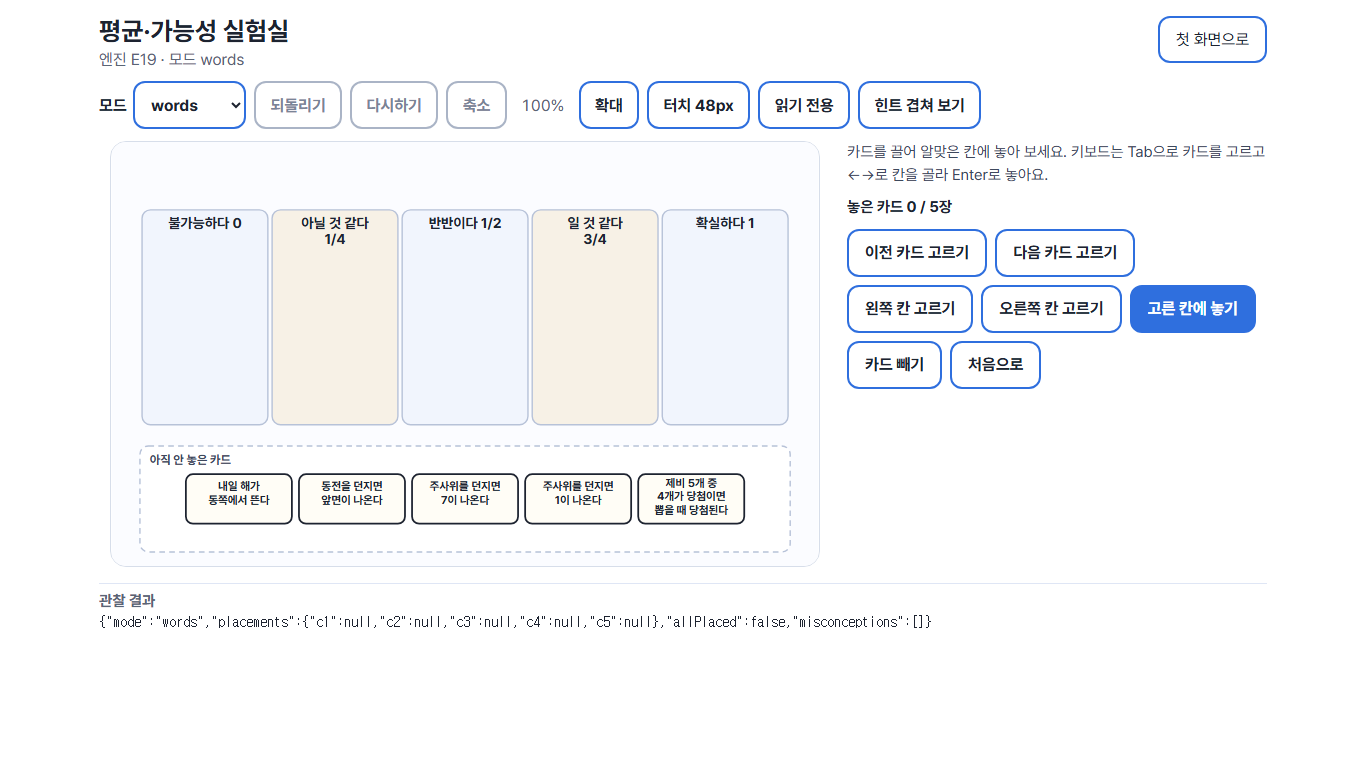 평균·가능성 실험실
엔진 E19 · 모드 words
첫 화면으로
모드 words 되돌리기 다시하기 축소 100% 확대 터치 48px 읽기 전용 힌트 겹쳐 보기
불가능하다 0
아닐 것 같다
1/4
반반이다 1/2
일 것 같다
3/4
확실하다 1
아직 안 놓은 카드
내일 해가
동쪽에서 뜬다
동전을 던지면
앞면이 나온다
주사위를 던지면
7이 나온다
주사위를 던지면
1이 나온다
제비 5개 중
4개가 당첨이면
뽑을 때 당첨된다
카드를 끌어 알맞은 칸에 놓아 보세요. 키보드는 Tab으로 카드를 고르고
←→로 칸을 골라 Enter로 놓아요.
놓은 카드 0 / 5장
이전 카드 고르기 다음 카드 고르기
왼쪽 칸 고르기 오른쪽 칸 고르기 고른 칸에 놓기
카드 빼기 처음으로
관찰 결과
{"mode":"words","placements":{"c1":null,"c2":null,"c3":null,"c4":null,"c5":null},"allPlaced":false,"misconceptions":[]}